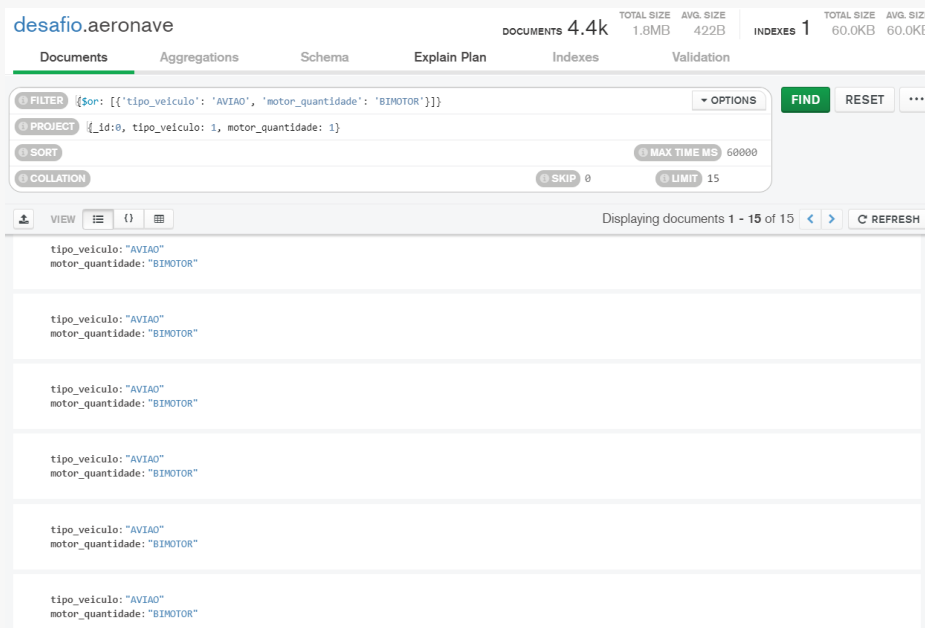 desafio.aeronave
DOCUMENTS 4.4k TOTAL SIZE 1.8MB AVG. SIZE 422B INDEXES 1 TOTAL SIZE 60.0KB AVG. SIZE 60.0KB
Documents Aggregations Schema Explain Plan Indexes Validation
FILTER {$or: [{'tipo_veiculo': 'AVIAO', 'motor_quantidade': 'BIMOTOR'}]} OPTIONS FIND RESET ...
PROJECT {_id:0, tipo_veiculo: 1, motor_quantidade: 1}
SORT MAX TIME MS 60000
COLLATION SKIP 0 LIMIT 15
VIEW {} Displaying documents 1 - 15 of 15 < > REFRESH
tipo_veiculo: "AVIAO"
motor_quantidade: "BIMOTOR"
tipo_veiculo: "AVIAO"
motor_quantidade: "BIMOTOR"
tipo_veiculo: "AVIAO"
motor_quantidade: "BIMOTOR"
tipo_veiculo: "AVIAO"
motor_quantidade: "BIMOTOR"
tipo_veiculo: "AVIAO"
motor_quantidade: "BIMOTOR"
tipo_veiculo: "AVIAO"
motor_quantidade: "BIMOTOR"